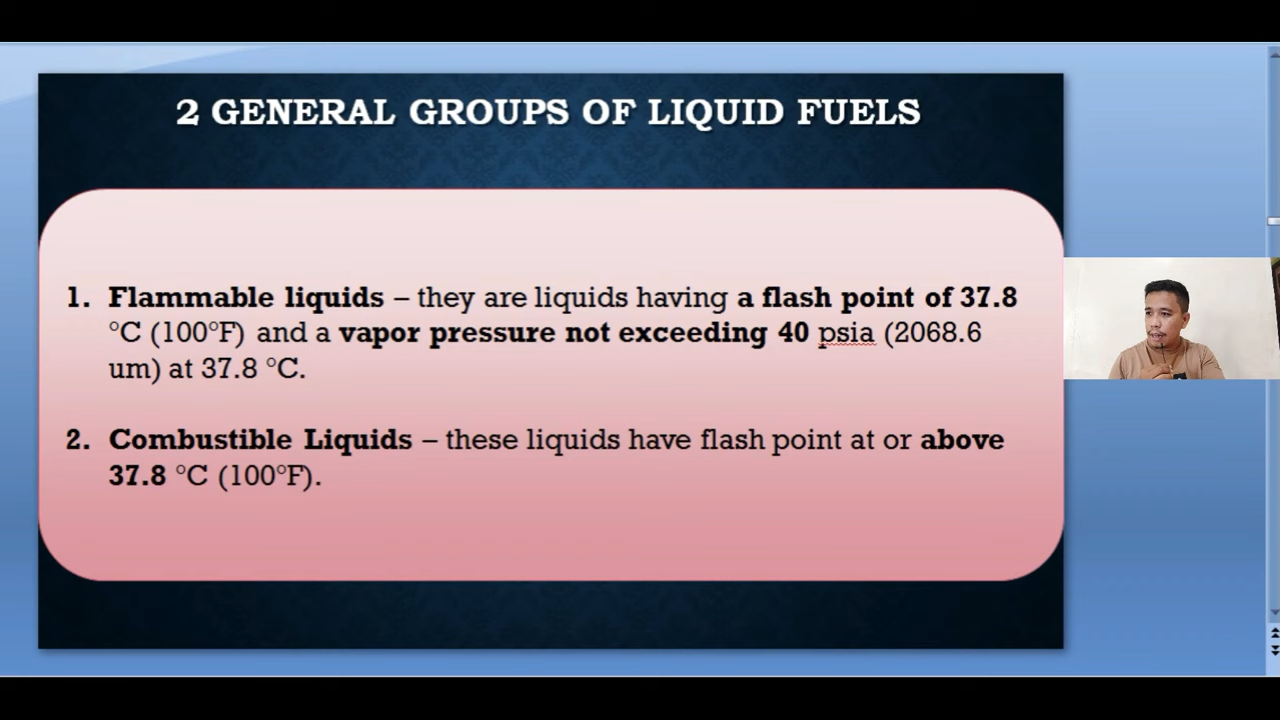 2 GENERAL GROUPS OF LIQUID FUELS
1. Flammable liquids – they are liquids having a flash point of 37.8
°C (100°F) and a vapor pressure not exceeding 40 psia (2068.6
um) at 37.8 °C.
2. Combustible Liquids – these liquids have flash point at or above
37.8 °C (100°F).